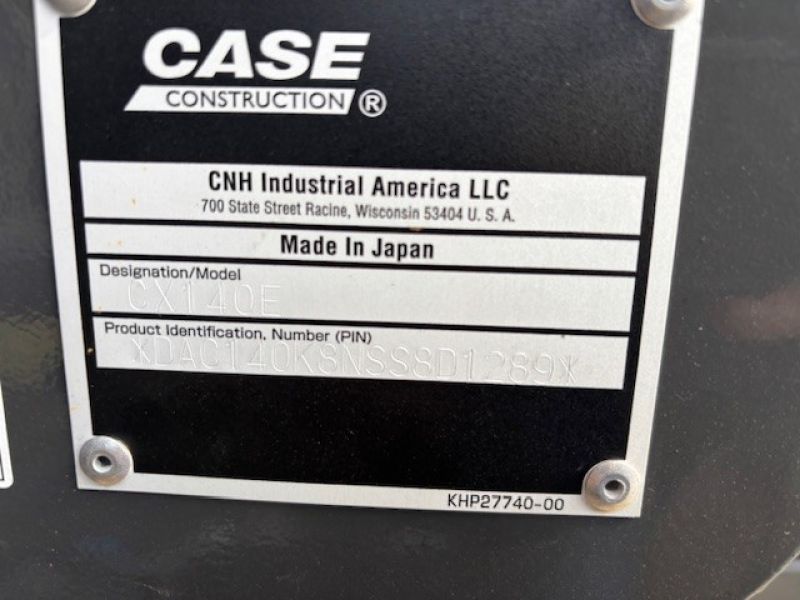 CASE
CONSTRUCTION ®
CNH Industrial America LLC
700 State Street Racine, Wisconsin 53404 U. S. A.
Made In Japan
Designation/Model
CX140E
Product Identification, Number (PIN)
*DAC140K8NSS8D1289*
KHP27740-00